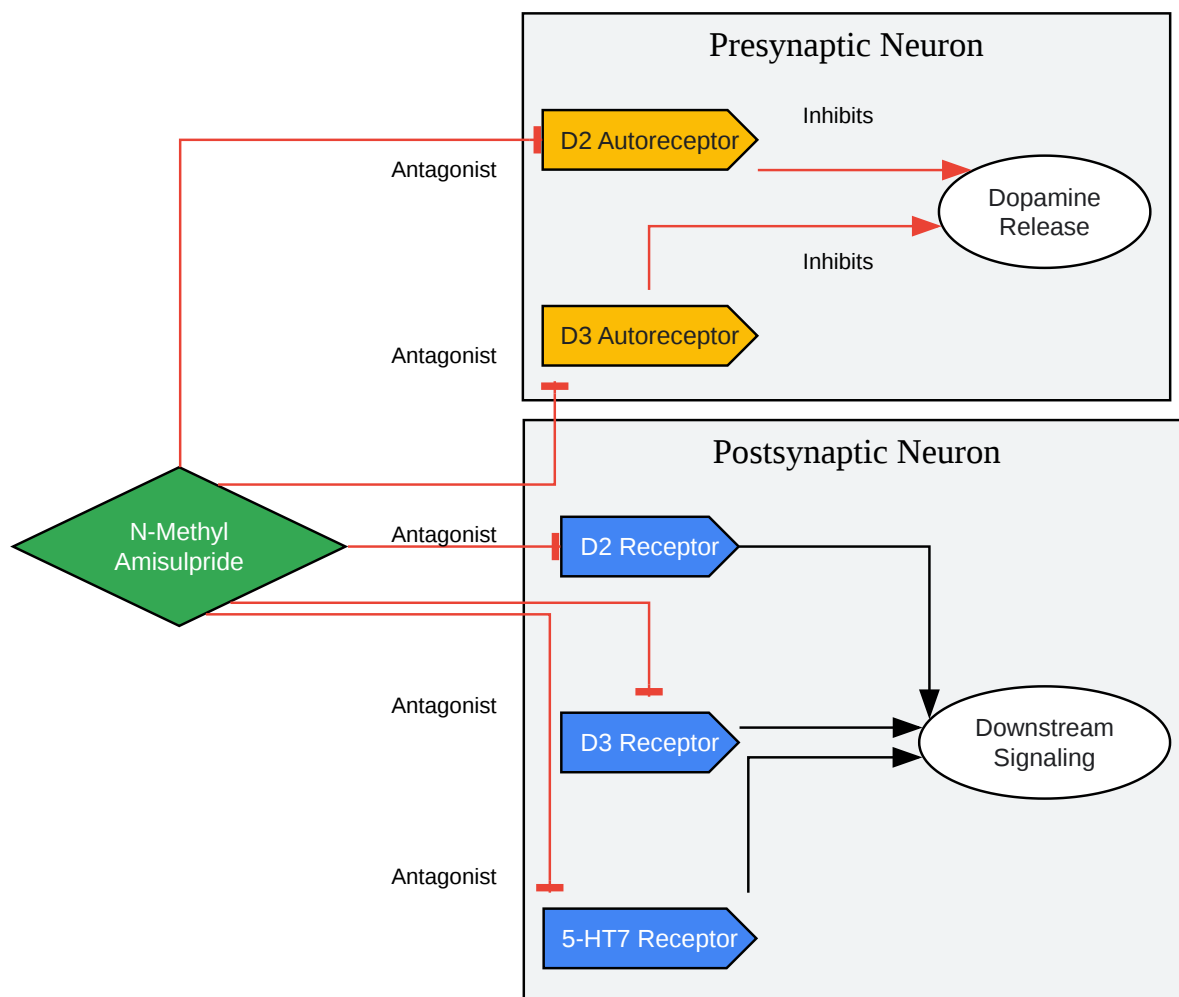 Presynaptic Neuron
Inhibits
D2 Autoreceptor
Antagonist
Dopamine
Release
Inhibits
D3 Autoreceptor
Antagonist
Postsynaptic Neuron
N-Methyl
Amisulpride
Antagonist
D2 Receptor
Antagonist
D3 Receptor
Downstream
Signaling
Antagonist
5-HT7 Receptor